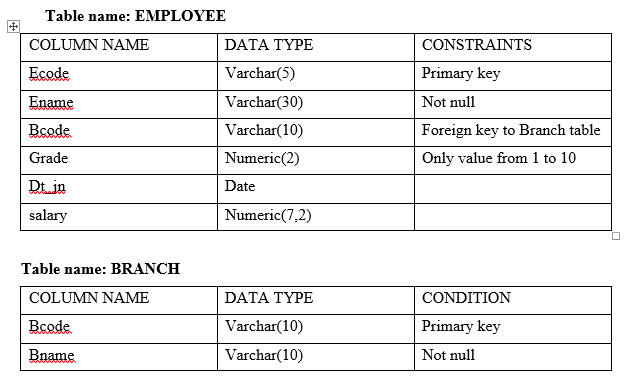 Table name: EMPLOYEE
COLUMN NAME DATA TYPE CONSTRAINTS
Ecode Varchar(5) Primary key
Ename Varchar(30) Not null
Bcode Varchar(10) Foreign key to Branch table
Grade Numeric(2) Only value from 1 to 10
Dt_in Date
salary Numeric(7,2)
Table name: BRANCH
COLUMN NAME DATA TYPE CONDITION
Bcode Varchar(10) Primary key
Bname Varchar(10) Not null